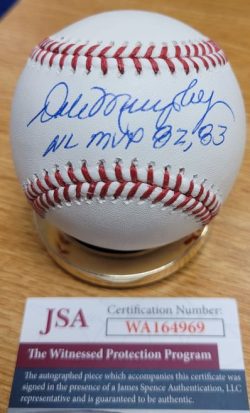 Dale Murphy
NL MVP 82, 83
JSA
Certification Number:
WA164969
The Witnessed Protection Program
The autographed piece which accompanies this certificate was
signed in the presence of a James Spence Authentication, LLC
representative and is guaranteed to be authentic.